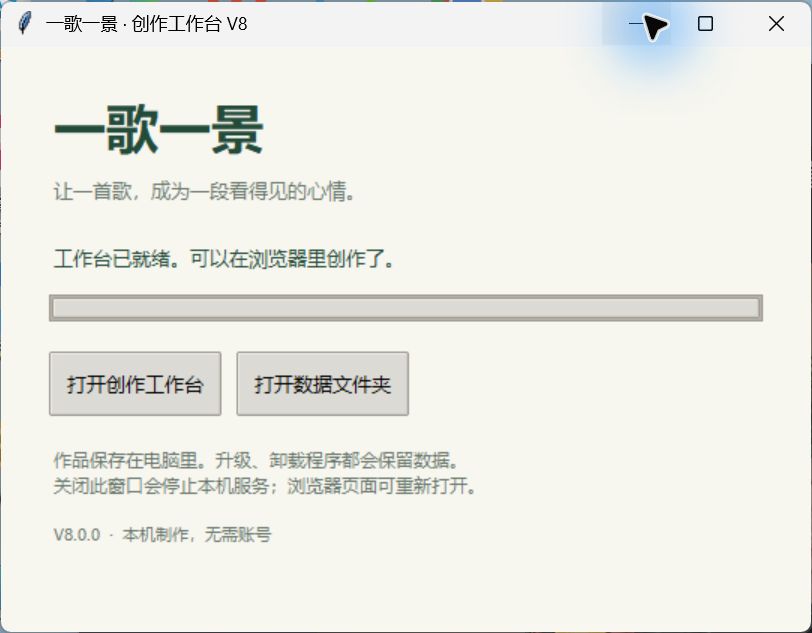 一歌一景 · 创作工作台 V8
一歌一景
让一首歌，成为一段看得见的心情。
工作台已就绪。可以在浏览器里创作了。
打开创作工作台
打开数据文件夹
作品保存在电脑里。升级、卸载程序都会保留数据。
关闭此窗口会停止本机服务；浏览器页面可重新打开。
V8.0.0 · 本机制作，无需账号